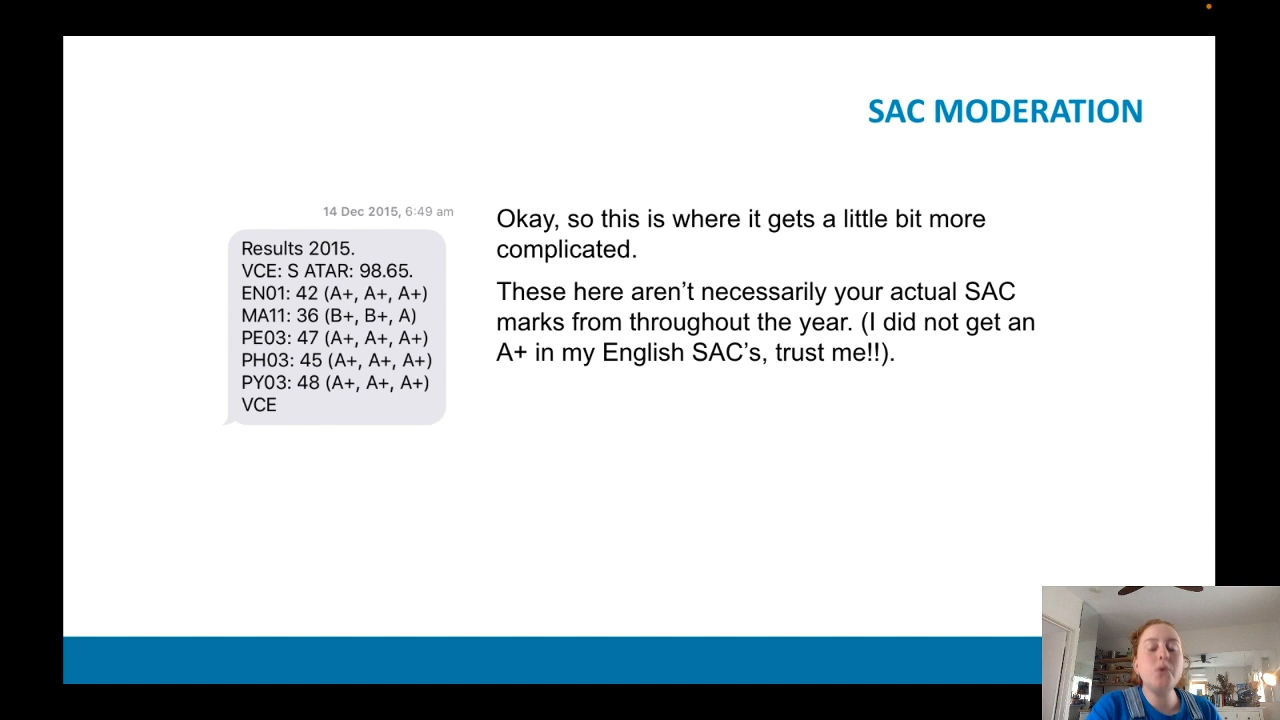 SAC MODERATION
14 Dec 2015, 6:49 am
Results 2015.
VCE: S ATAR: 98.65.
EN01: 42 (A+, A+, A+)
MA11: 36 (B+, B+, A)
PE03: 47 (A+, A+, A+)
PH03: 45 (A+, A+, A+)
PY03: 48 (A+, A+, A+)
VCE
Okay, so this is where it gets a little bit more
complicated.
These here aren’t necessarily your actual SAC
marks from throughout the year. (I did not get an
A+ in my English SAC’s, trust me!!).